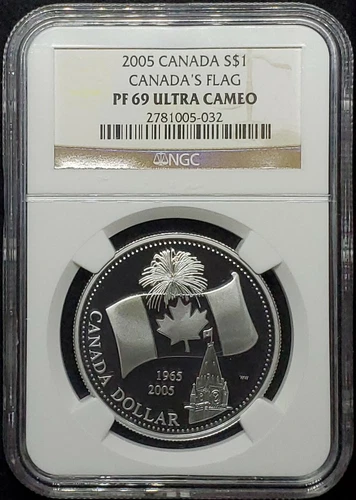 2005 CANADA S$1
CANADA'S FLAG
PF 69 ULTRA CAMEO
2781005-032
NGC
1965
2005
CANADA DOLLAR